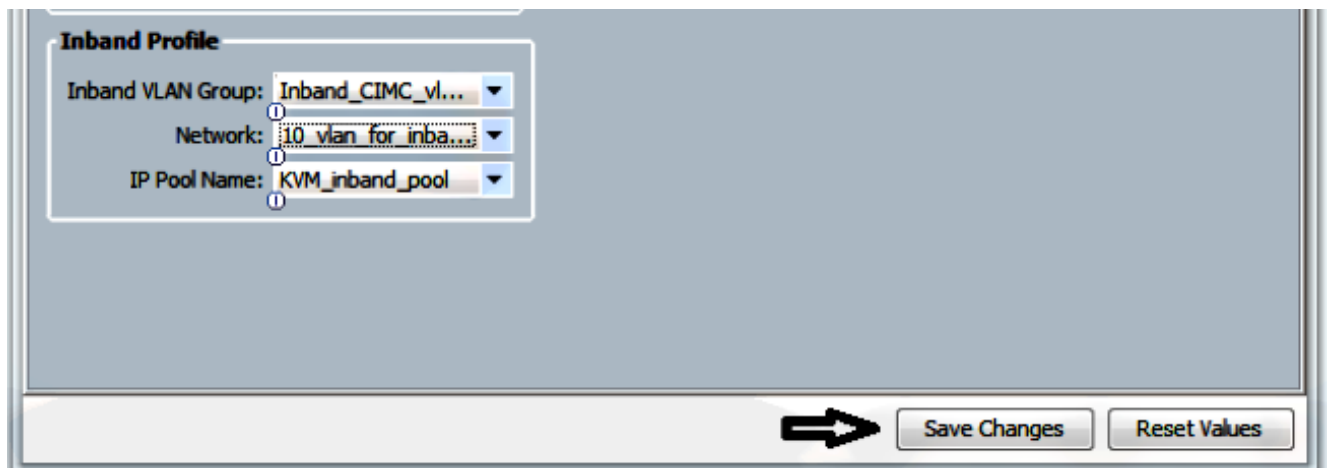 Inband Profile
Inband VLAN Group: Inband_CIMC_vl...
Network: 10_vlan_for_inba...
IP Pool Name: KVM_inband_pool
Save Changes Reset Values